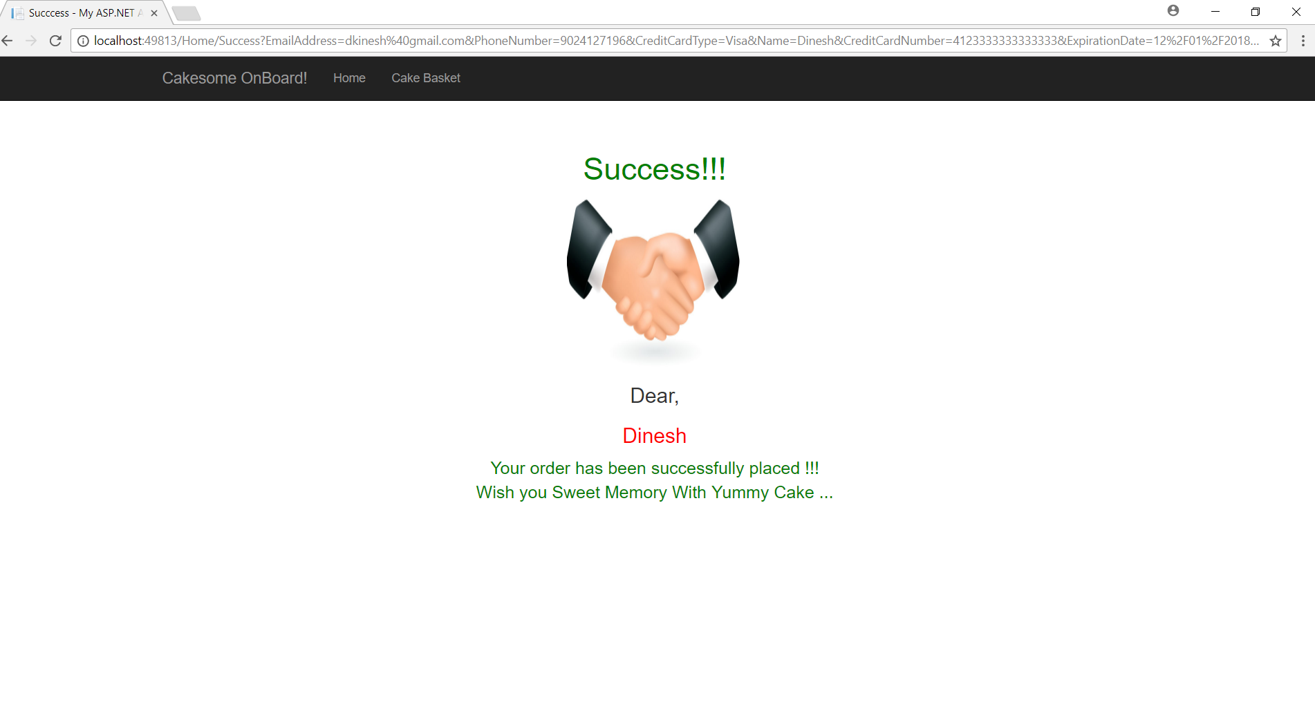 Succcess - My ASP.NET A
localhost:49813/Home/Success?EmailAddress=dkinesh%40gmail.com&PhoneNumber=9024127196&CreditCardType=Visa&Name=Dinesh&CreditCardNumber=4123333333333333&ExpirationDate=12%2F01%2F2018...
Cakesome OnBoard! Home Cake Basket
Success!!!
Dear,
Dinesh
Your order has been successfully placed !!!
Wish you Sweet Memory With Yummy Cake ...